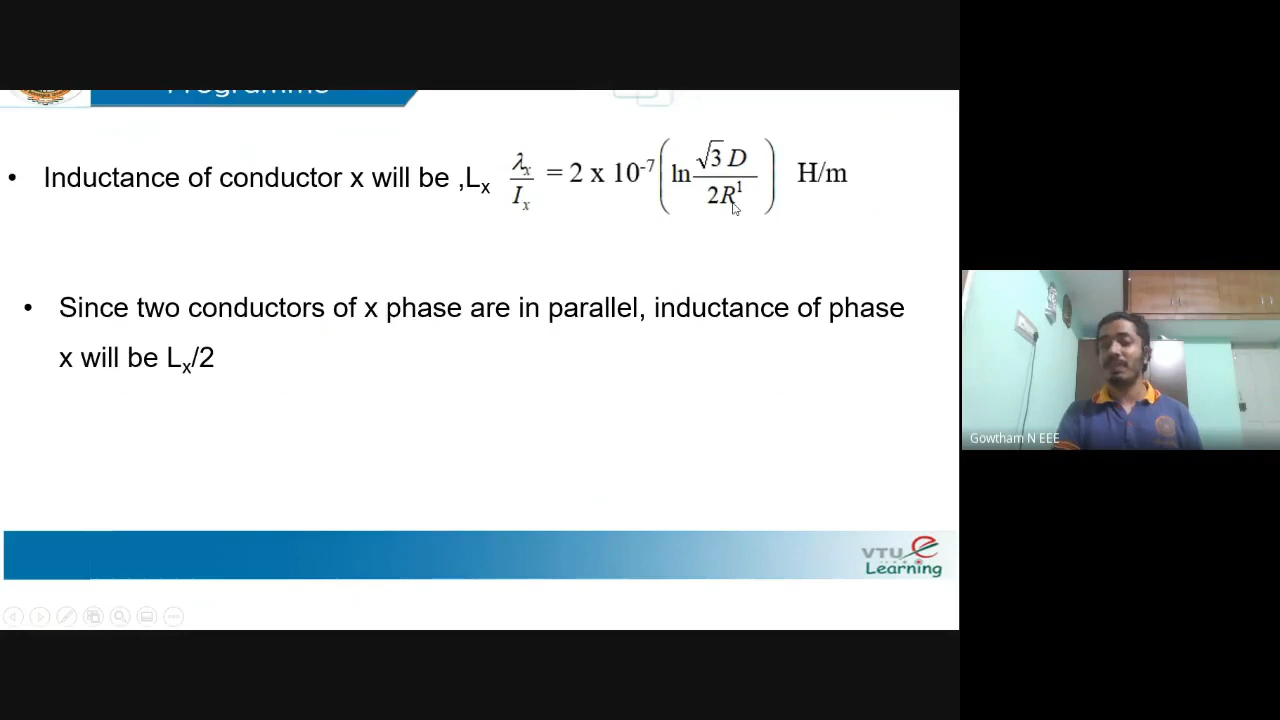 Programme
• Inductance of conductor x will be ,Lₓ λₓ/Iₓ = 2 x 10⁻⁷ (ln √3 D / 2R¹) H/m
• Since two conductors of x phase are in parallel, inductance of phase
x will be Lₓ/2
Gowtham N EEE
VTU e
Learning